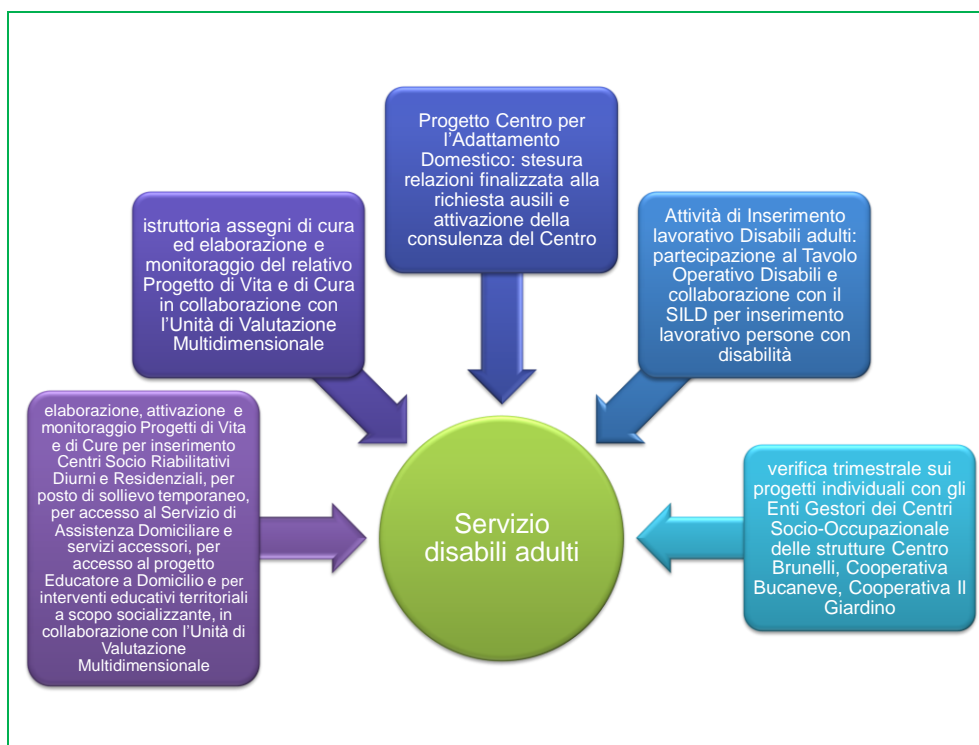 Progetto Centro per
l'Adattamento
Domestico: stesura
relazioni finalizzata alla
richiesta ausili e
attivazione della
consulenza del Centro
istruttoria assegni di cura
ed elaborazione e
monitoraggio del relativo
Progetto di Vita e di Cura
in collaborazione con
l'Unità di Valutazione
Multidimensionale
Attività di Inserimento
lavorativo Disabili adulti:
partecipazione al Tavolo
Operativo Disabili e
collaborazione con il
SILD per inserimento
lavorativo persone con
disabilità
elaborazione, attivazione e
monitoraggio Progetti di Vita
e di Cure per inserimento
Centri Socio Riabilitativi
Diurni e Residenziali, per
posto di sollievo temporaneo,
per accesso al Servizio di
Assistenza Domiciliare e
servizi accessori, per
accesso al progetto
Educatore a Domicilio e per
interventi educativi territoriali
a scopo socializzante, in
collaborazione con l'Unità di
Valutazione
Multidimensionale
Servizio
disabili adulti
verifica trimestrale sui
progetti individuali con gli
Enti Gestori dei Centri
Socio-Occupazionale
delle strutture Centro
Brunelli, Cooperativa
Bucaneve, Cooperativa Il
Giardino